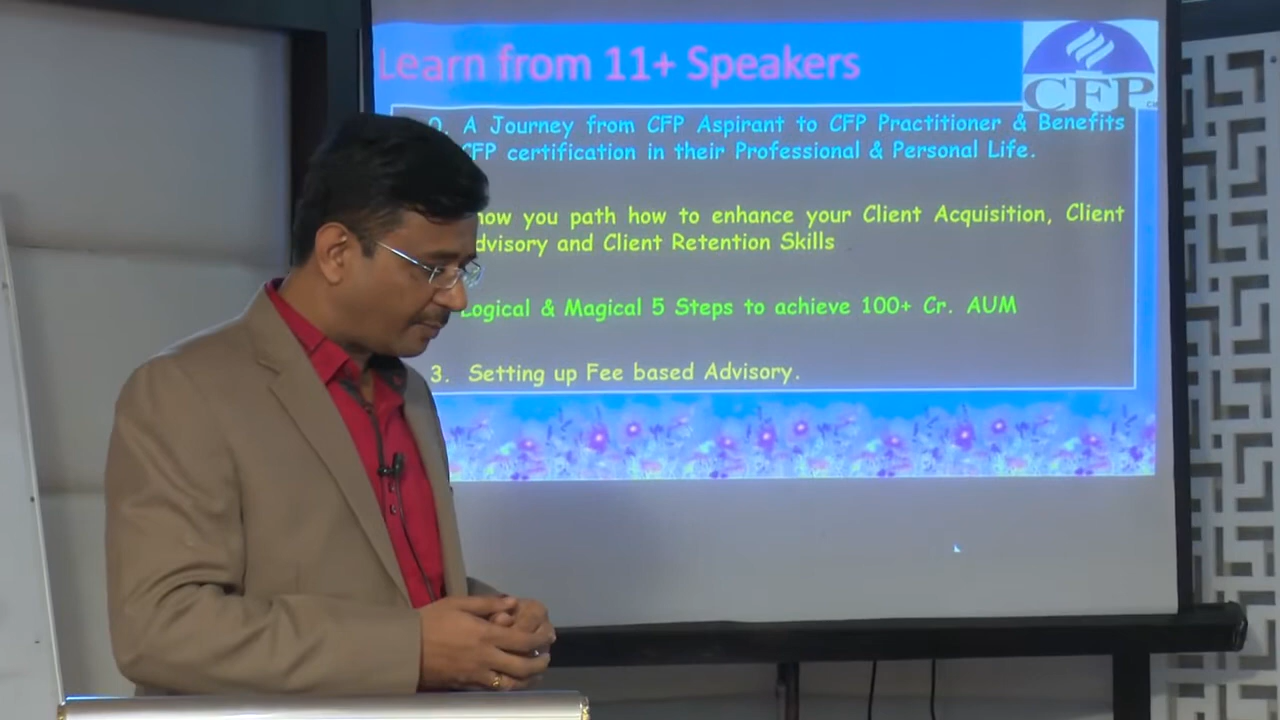 Learn from 11+ Speakers
CFP
0. A Journey from CFP Aspirant to CFP Practitioner & Benefits
CFP certification in their Professional & Personal Life.
you path how to enhance your Client Acquisition, Client
and Client Retention Skills
Logical & Magical 5 Steps to achieve 100+ Cr. AUM
3. Setting up Fee based Advisory.